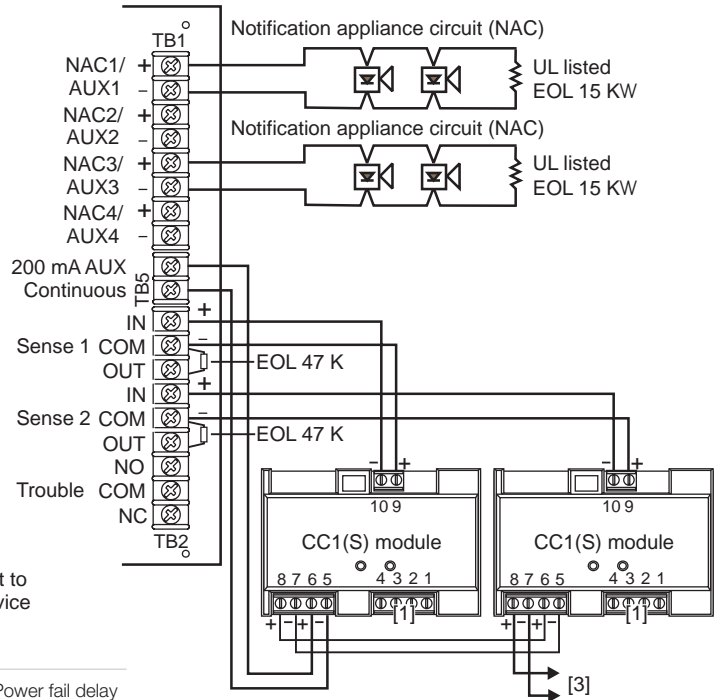 TB1
Notification appliance circuit (NAC)
NAC1/ +
AUX1 –
UL listed
EOL 15 KW
NAC2/ +
AUX2 –
Notification appliance circuit (NAC)
NAC3/ +
AUX3 –
UL listed
EOL 15 KW
NAC4/ +
AUX4 –
200 mA AUX
Continuous
TB5
IN +
Sense 1 COM –
OUT
EOL 47 K
IN +
Sense 2 COM –
OUT
EOL 47 K
NO
Trouble COM
NC
TB2
– +
10 9
CC1(S) module
8 7 6 5 4 3 2 1
+ – + – [1]
– +
10 9
CC1(S) module
8 7 6 5 4 3 2 1
+ – + – [1]
[3]
t to
vice
Power fail delay